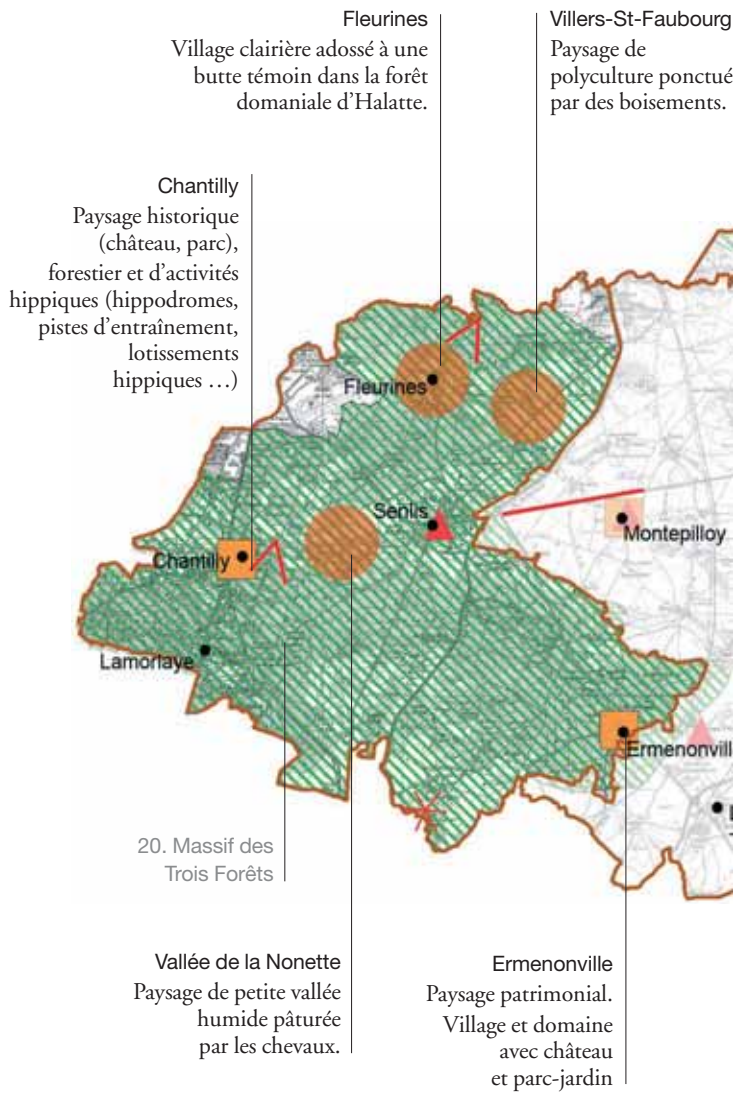 Fleurines
Village clairière adossé à une
butte témoin dans la forêt
domaniale d’Halatte.
Villers-St-Faubourg
Paysage de
polyculture ponctué
par des boisements.
Chantilly
Paysage historique
(château, parc),
forestier et d’activités
hippiques (hippodromes,
pistes d’entraînement,
lotissements
hippiques …)
Fleurines
Senlis
Montepilloy
Chantilly
Lamorlaye
Ermenonvill
20. Massif des
Trois Forêts
Vallée de la Nonette
Paysage de petite vallée
humide pâturée
par les chevaux.
Ermenonville
Paysage patrimonial.
Village et domaine
avec château
et parc-jardin